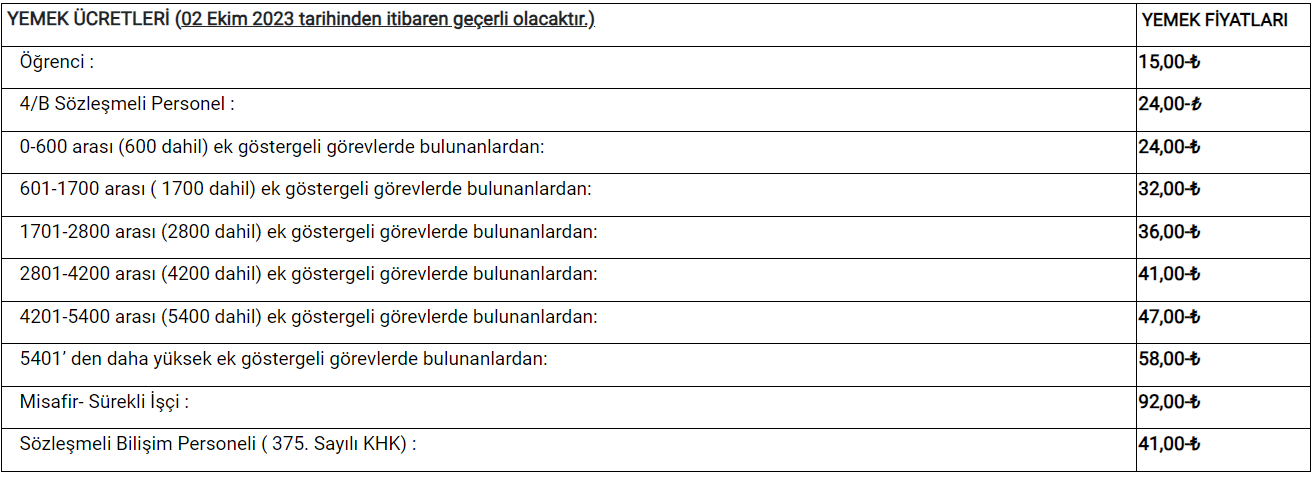 YEMEK ÜCRETLERİ (02 Ekim 2023 tarihinden itibaren geçerli olacaktır.) YEMEK FİYATLARI
Öğrenci : 15,00-₺
4/B Sözleşmeli Personel : 24,00-₺
0-600 arası (600 dahil) ek göstergeli görevlerde bulunanlardan: 24,00-₺
601-1700 arası ( 1700 dahil) ek göstergeli görevlerde bulunanlardan: 32,00-₺
1701-2800 arası (2800 dahil) ek göstergeli görevlerde bulunanlardan: 36,00-₺
2801-4200 arası (4200 dahil) ek göstergeli görevlerde bulunanlardan: 41,00-₺
4201-5400 arası (5400 dahil) ek göstergeli görevlerde bulunanlardan: 47,00-₺
5401’ den daha yüksek ek göstergeli görevlerde bulunanlardan: 58,00-₺
Misafir- Sürekli İşçi : 92,00-₺
Sözleşmeli Bilişim Personeli ( 375. Sayılı KHK) : 41,00-₺